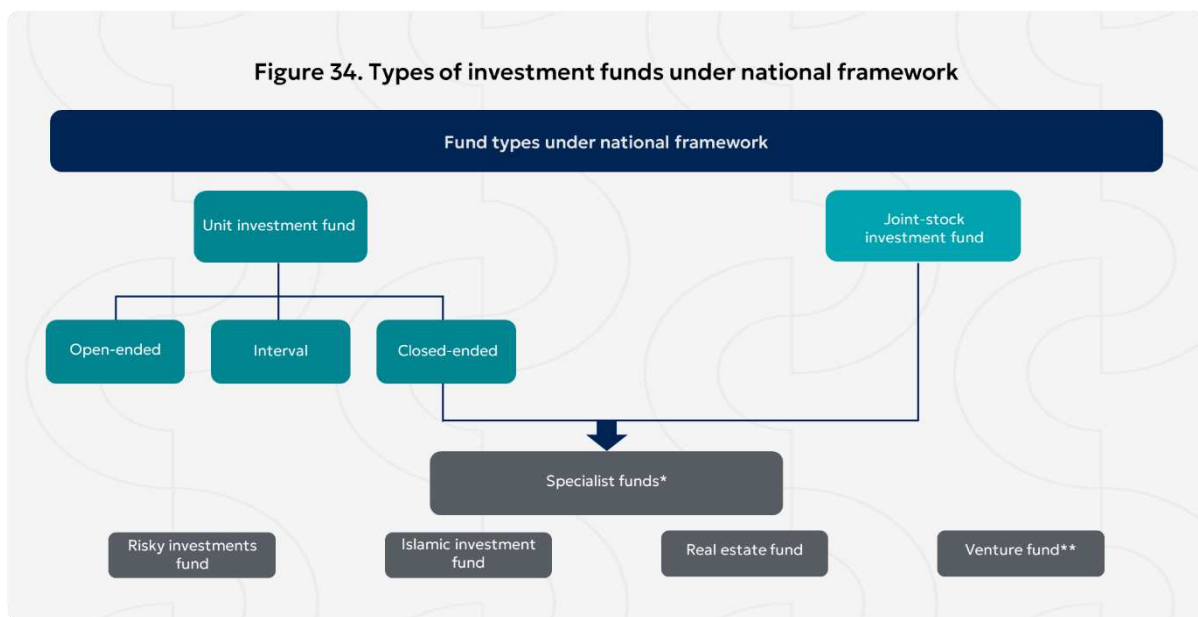 Figure 34. Types of investment funds under national framework
Fund types under national framework
Unit investment fund
Joint-stock
investment fund
Open-ended
Interval
Closed-ended
Specialist funds*
Risky investments
fund
Islamic investment
fund
Real estate fund
Venture fund**